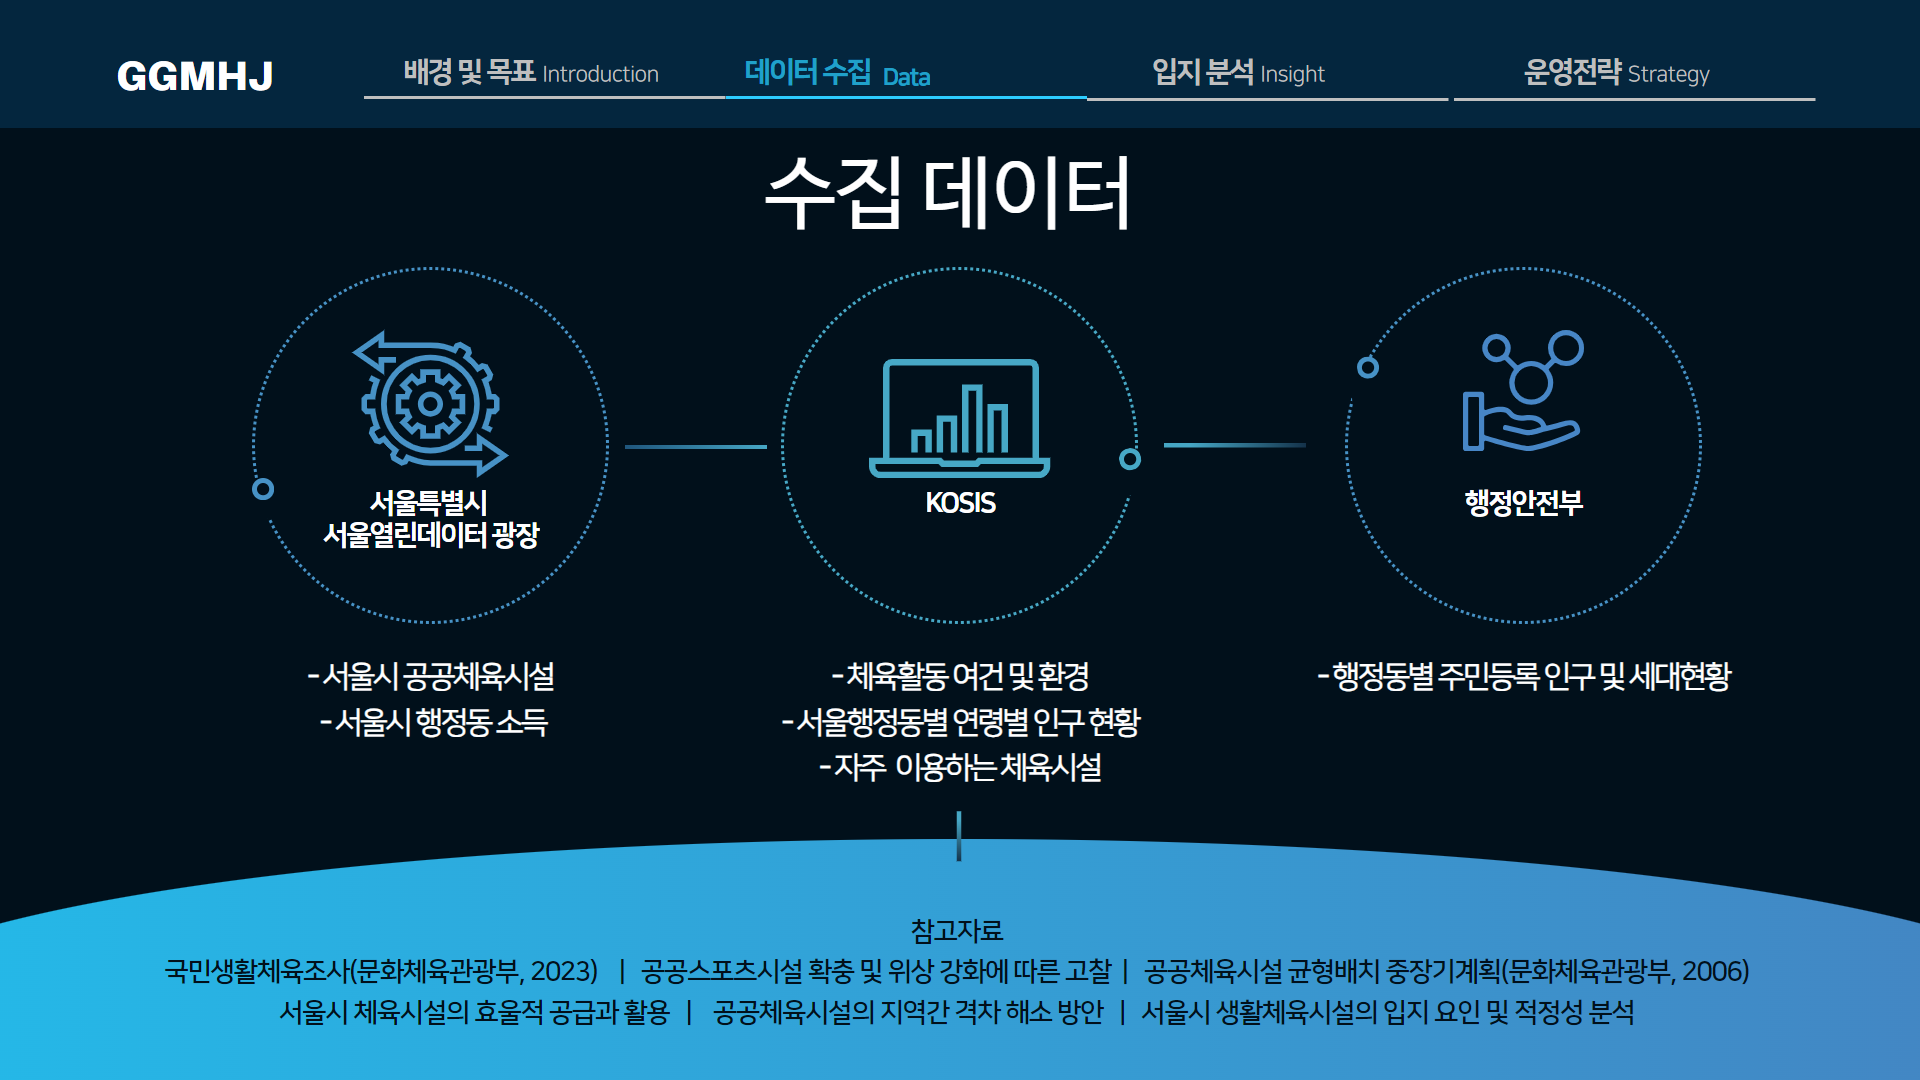 GGMHJ
배경 및 목표 Introduction
데이터 수집 Data
입지 분석 Insight
운영전략 Strategy
수집 데이터
서울특별시
서울열린데이터 광장
KOSIS
행정안전부
- 서울시 공공체육시설
- 서울시 행정동 소득
- 체육활동 여건 및 환경
- 서울행정동별 연령별 인구 현황
- 자주 이용하는 체육시설
- 행정동별 주민등록 인구 및 세대현황
참고자료
국민생활체육조사(문화체육관광부, 2023) | 공공스포츠시설 확충 및 위상 강화에 따른 고찰 | 공공체육시설 균형배치 중장기계획(문화체육관광부, 2006)
서울시 체육시설의 효율적 공급과 활용 | 공공체육시설의 지역간 격차 해소 방안 | 서울시 생활체육시설의 입지 요인 및 적정성 분석